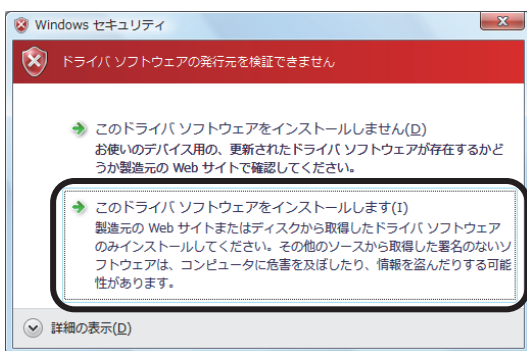 Windows セキュリティ
ドライバ ソフトウェアの発行元を検証できません
このドライバ ソフトウェアをインストールしません(D)
お使いのデバイス用の、更新されたドライバ ソフトウェアが存在するかど
うか製造元の Web サイトで確認してください。
このドライバ ソフトウェアをインストールします(I)
製造元の Web サイトまたはディスクから取得したドライバ ソフトウェア
のみインストールしてください。その他のソースから取得した署名のないソ
フトウェアは、コンピュータに危害を及ぼしたり、情報を盗んだりする可能
性があります。
詳細の表示(D)